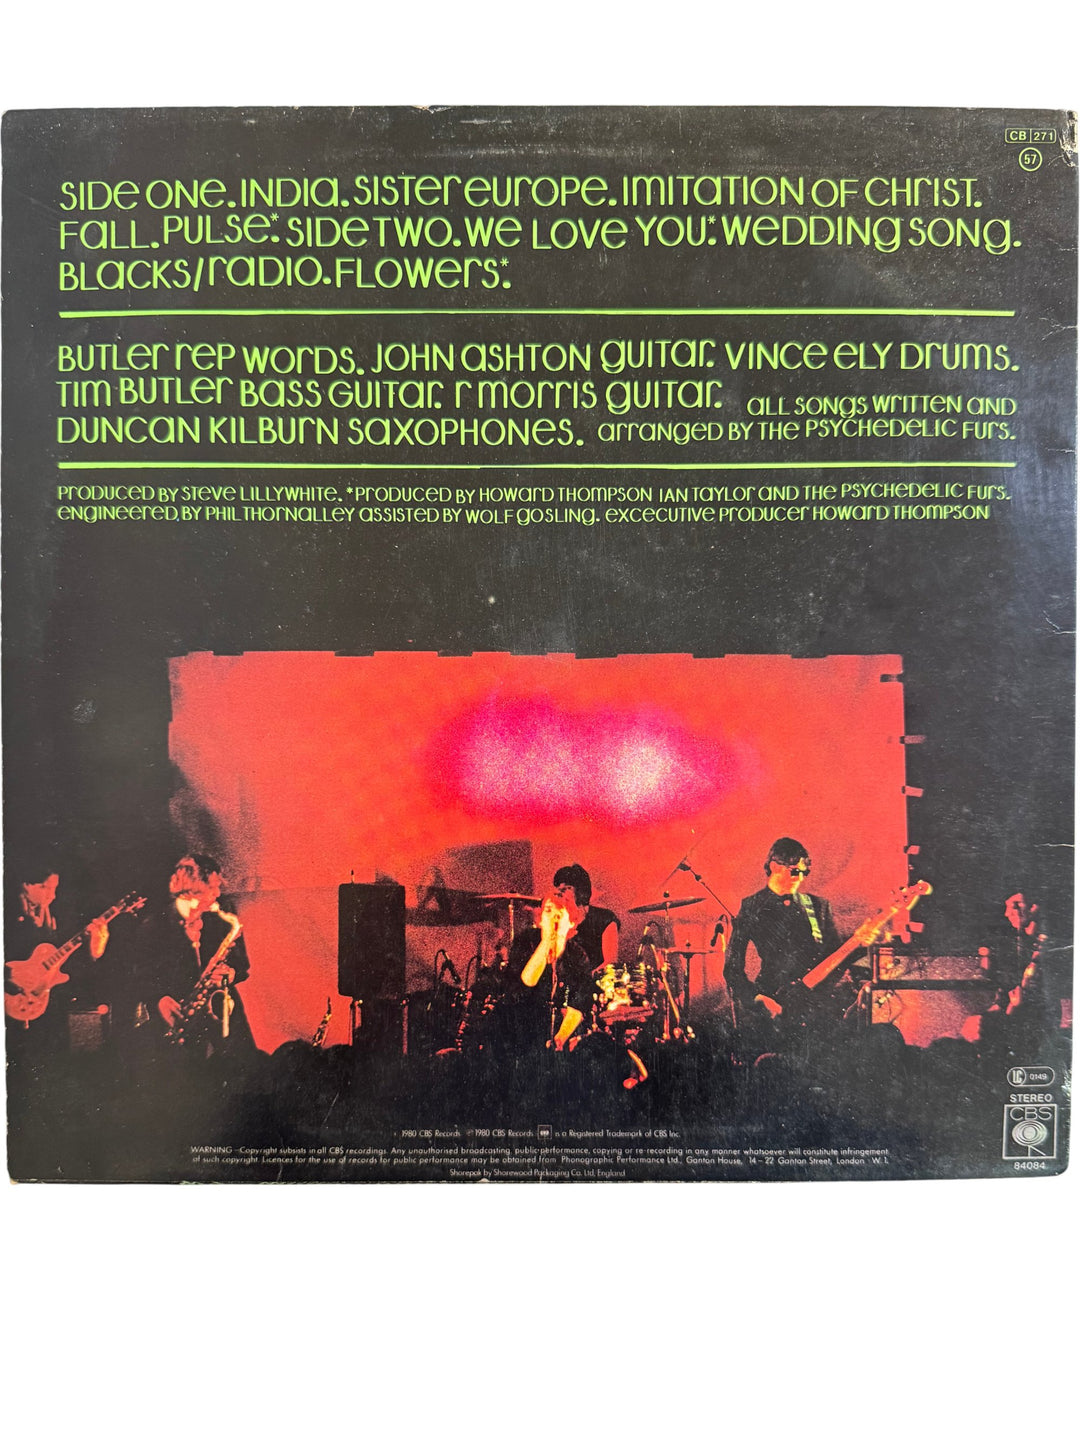 CB 271
57
SIDE ONE. INDIA. SISTER EUROPE. IMITATION OF CHRIST.
FALL. PULSE.* SIDE TWO. WE LOVE YOU.* WEDDING SONG.
BLACKS/RADIO. FLOWERS.*
BUTLER REP WORDS. JOHN ASHTON GUITAR. VINCE ELY DRUMS.
TIM BUTLER BASS GUITAR. R MORRIS GUITAR.
DUNCAN KILBURN SAXOPHONES.
ALL SONGS WRITTEN AND
ARRANGED BY THE PSYCHEDELIC FURS.
PRODUCED BY STEVE LILLYWHITE. *PRODUCED BY HOWARD THOMPSON IAN TAYLOR AND THE PSYCHEDELIC FURS.
ENGINEERED BY PHIL THORNALLEY ASSISTED BY WOLF GOSLING. EXCECUTIVE PRODUCER HOWARD THOMPSON
LC 0149
STEREO
CBS
84084
1980 CBS Records ℗ 1980 CBS Records is a Registered Trademark of CBS Inc.
WARNING—Copyright subsists in all CBS recordings. Any unauthorised broadcasting, public performance, copying or re-recording in any manner whatsoever will constitute infringement
of such copyright. Licences for the use of records for public performance may be obtained from Phonographic Performance Ltd., Ganton House, 14–22 Ganton Street, London W.1.
Shorepak by Shorewood Packaging Co. Ltd. England